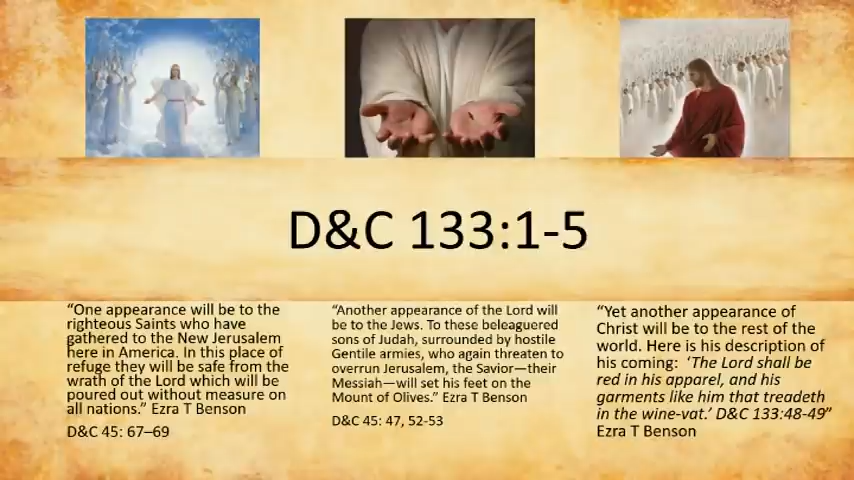 D&C 133:1-5
“One appearance will be to the
righteous Saints who have
gathered to the New Jerusalem
here in America. In this place of
refuge they will be safe from the
wrath of the Lord which will be
poured out without measure on
all nations.” Ezra T Benson
D&C 45: 67–69
“Another appearance of the Lord will
be to the Jews. To these beleaguered
sons of Judah, surrounded by hostile
Gentile armies, who again threaten to
overrun Jerusalem, the Savior—their
Messiah—will set his feet on the
Mount of Olives.” Ezra T Benson
D&C 45: 47, 52-53
“Yet another appearance of
Christ will be to the rest of the
world. Here is his description of
his coming: ‘The Lord shall be
red in his apparel, and his
garments like him that treadeth
in the wine-vat.’ D&C 133:48-49”
Ezra T Benson